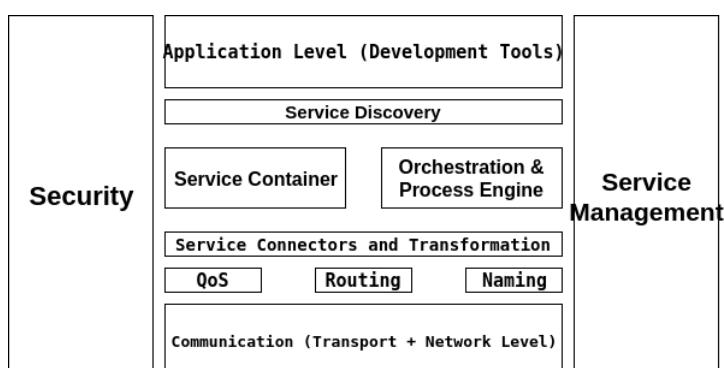 Application Level (Development Tools)
Service Discovery
Service Container
Orchestration &
Process Engine
Security
Service
Management
Service Connectors and Transformation
QoS
Routing
Naming
Communication (Transport + Network Level)